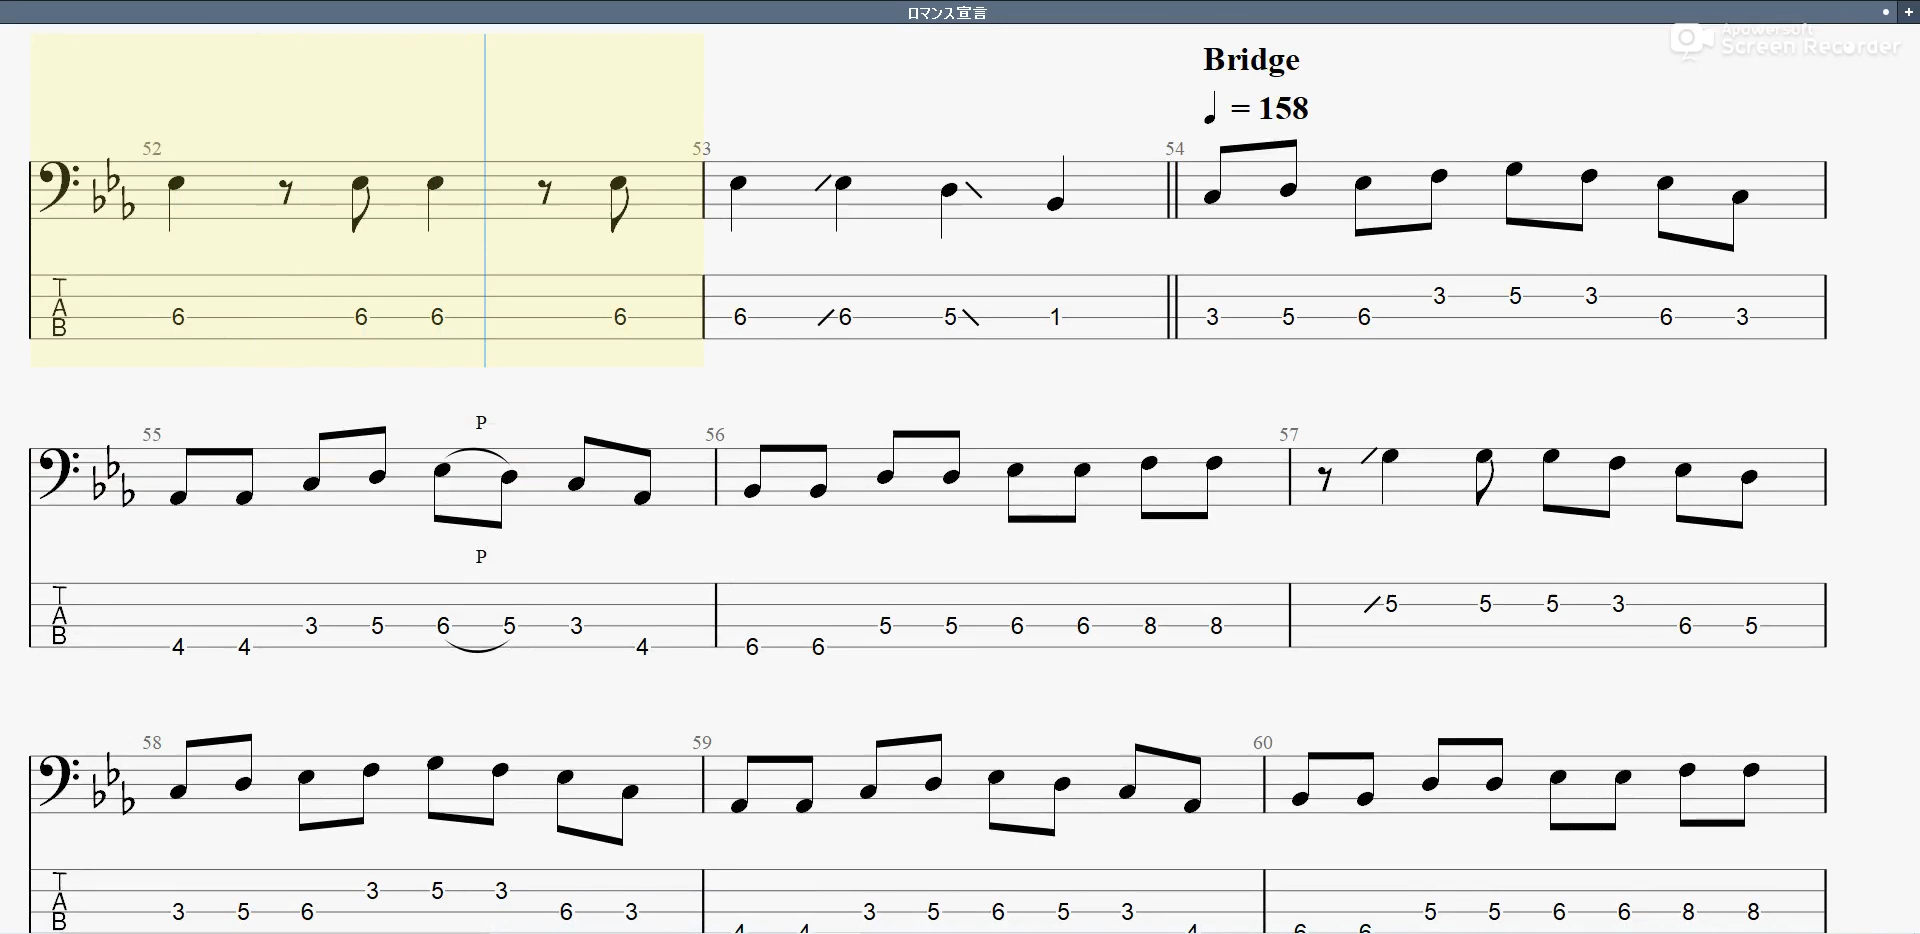 ロマンス宣言
Apowersoft
Screen Recorder
Bridge
♩ = 158
52 53 54
T
A
B
6 6 6 6 6 6 5 1 3 5 6 3 5 3 6 3
P
55 56 57
P
T
A
B
4 4 3 5 6 5 3 4 6 6 5 5 6 6 8 8 5 5 5 3 6 5
58 59 60
T
A
B
3 5 6 3 5 3 6 3 4 4 3 5 6 5 3 4 6 6 5 5 6 6 8 8